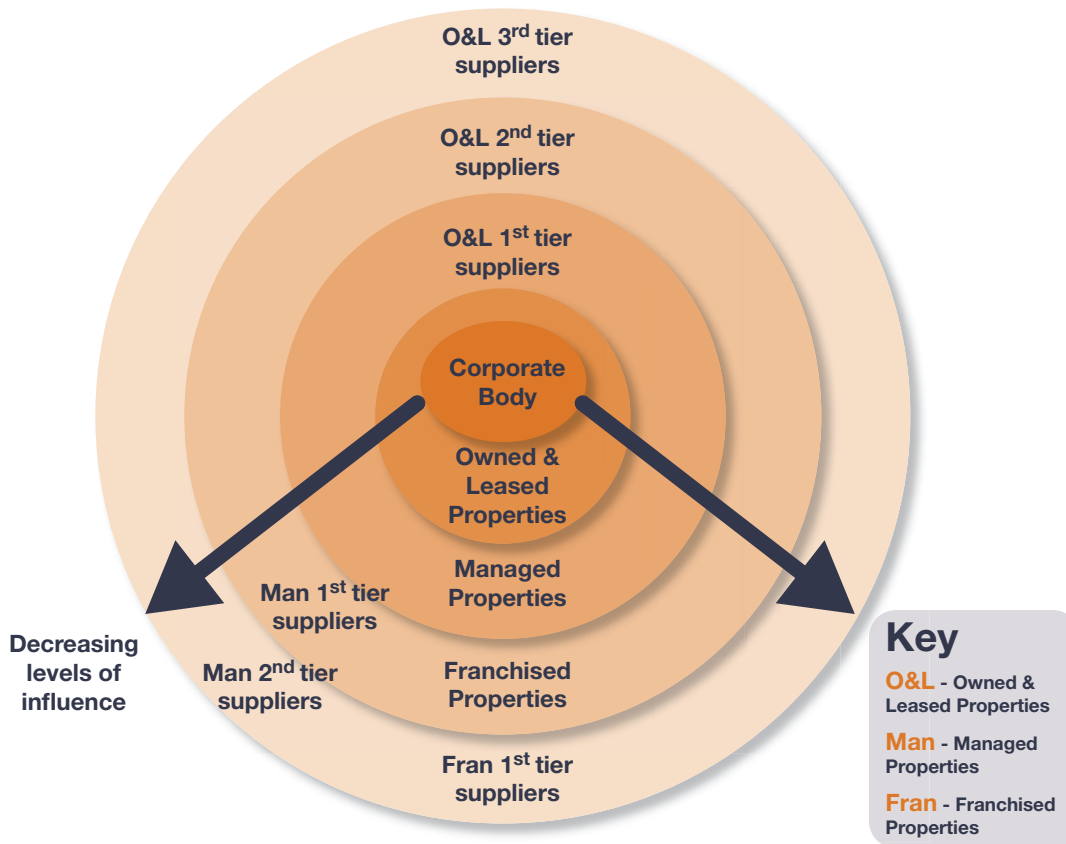 O&L 3rd tier
suppliers
O&L 2nd tier
suppliers
O&L 1st tier
suppliers
Corporate
Body
Owned &
Leased
Properties
Managed
Properties
Man 1st tier
suppliers
Man 2nd tier
suppliers
Franchised
Properties
Fran 1st tier
suppliers
Decreasing
levels of
influence
Key
O&L - Owned &
Leased Properties
Man - Managed
Properties
Fran - Franchised
Properties